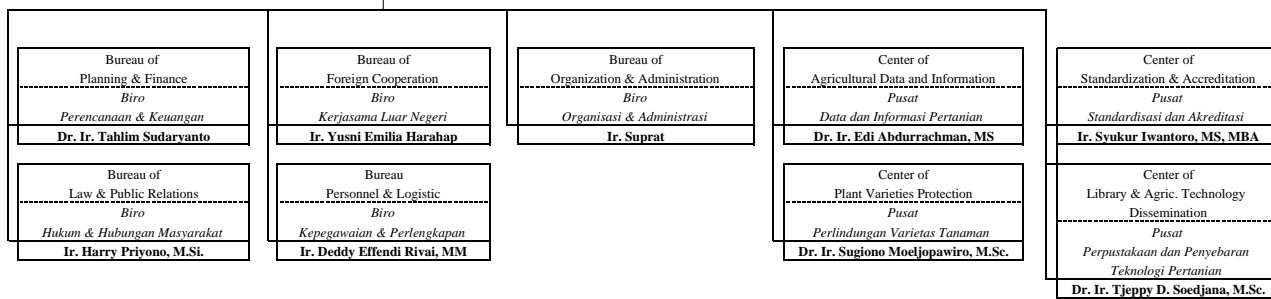 Bureau of
Planning & Finance
Biro
Perencanaan & Keuangan
Dr. Ir. Tahlim Sudaryanto
Bureau of
Foreign Cooperation
Biro
Kerjasama Luar Negeri
Ir. Yusni Emilia Harahap
Bureau of
Organization & Administration
Biro
Organisasi & Administrasi
Ir. Suprat
Center of
Agricultural Data and Information
Pusat
Data dan Informasi Pertanian
Dr. Ir. Edi Abdurrachman, MS
Center of
Standardization & Accreditation
Pusat
Standardisasi dan Akreditasi
Ir. Syukur Iwantoro, MS, MBA
Bureau of
Law & Public Relations
Biro
Hukum & Hubungan Masyarakat
Ir. Harry Priyono, M.Si.
Bureau
Personnel & Logistic
Biro
Kepegawaian & Perlengkapan
Ir. Deddy Effendi Rivai, MM
Center of
Plant Varieties Protection
Pusat
Perlindungan Varietas Tanaman
Dr. Ir. Sugiono Moeljopawiro, M.Sc.
Center of
Library & Agric. Technology
Dissemination
Pusat
Perpustakaan dan Penyebaran
Teknologi Pertanian
Dr. Ir. Tjeppy D. Soedjana, M.Sc.